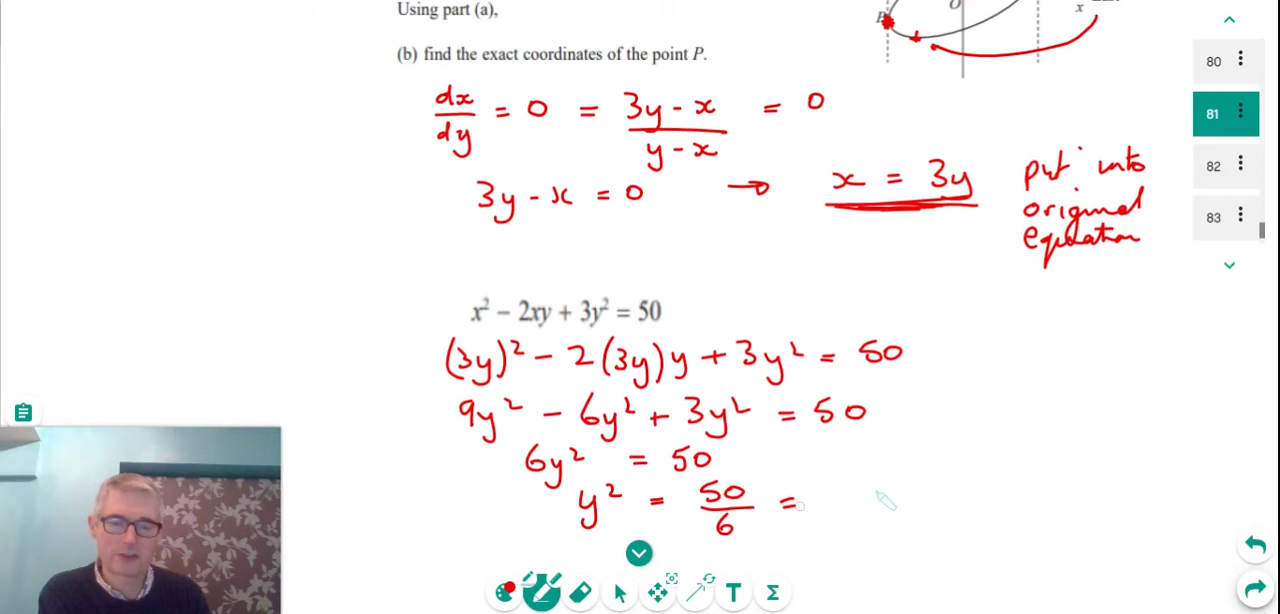 Using part (a),
O
x
P
(b) find the exact coordinates of the point P.
80
81
82
83
dx/dy = 0 = (3y - x)/(y - x) = 0
3y - x = 0 → x = 3y
put into
original
equation
x² − 2xy + 3y² = 50
(3y)² - 2(3y)y + 3y² = 50
9y² - 6y² + 3y² = 50
6y² = 50
y² = 50/6 =
T
Σ